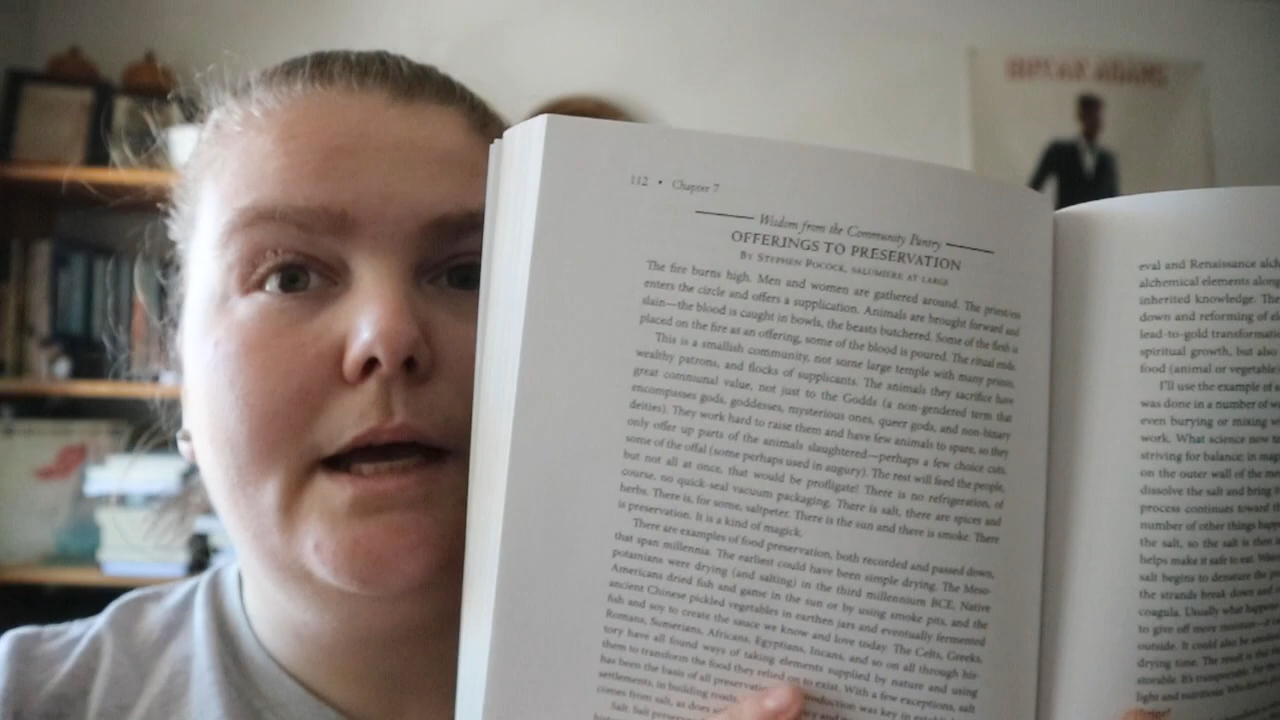 BRYAN ADAMS
112 • Chapter 7
Wisdom from the Community Pantry
OFFERINGS TO PRESERVATION
BY STEPHEN POCOCK, SALUMIERE AT LARGE
The fire burns high. Men and women are gathered around. The priest/ess
enters the circle and offers a supplication. Animals are brought forward and
slain—the blood is caught in bowls, the beasts butchered. Some of the flesh is
placed on the fire as an offering, some of the blood is poured. The ritual ends.
This is a smallish community, not some large temple with many priests,
wealthy patrons, and flocks of supplicants. The animals they sacrifice have
great communal value, not just to the Godds (a non-gendered term that
encompasses gods, goddesses, mysterious ones, queer gods, and non-binary
deities). They work hard to raise them and have few animals to spare, so they
only offer up parts of the animals slaughtered—perhaps a few choice cuts,
some of the offal (some perhaps used in augury). The rest will feed the people,
but not all at once, that would be profligate! There is no refrigeration, of
course, no quick-seal vacuum packaging. There is salt, there are spices and
herbs. There is, for some, saltpeter. There is the sun and there is smoke. There
is preservation. It is a kind of magick.
There are examples of food preservation, both recorded and passed down,
that span millennia. The earliest could have been simple drying. The Meso-
potamians were drying (and salting) in the third millennium BCE, Native
Americans dried fish and game in the sun or by using smoke pits, and the
ancient Chinese pickled vegetables in earthen jars and eventually fermented
fish and soy to create the sauce we know and love today. The Celts, Greeks,
Romans, Sumerians, Africans, Egyptians, Incans, and so on all through his-
tory have all found ways of taking elements supplied by nature and using
them to transform the food they relied on to exist. With a few exceptions, salt
has been the basis of all preservation production was key in
settlements, in building roads, and
comes from salt, as does
Salt. Salt
eval and Renaissance
alchemical elements
inherited knowledge. The
down and reforming of
lead-to-gold
spiritual growth, but also
food (animal or vegetable
I'll use the example of
was done in a number of
even burying or mixing
work. What science now
striving for balance: in
on the outer wall of the
dissolve the salt and bring
process continues toward
number of other things
the salt, so the salt is
helps make it safe to eat.
salt begins to denature the
the strands break down and
coagula. Usually what
to give off more
outside. It could also be
drying time. The result is
storable. It's
light and nutritious